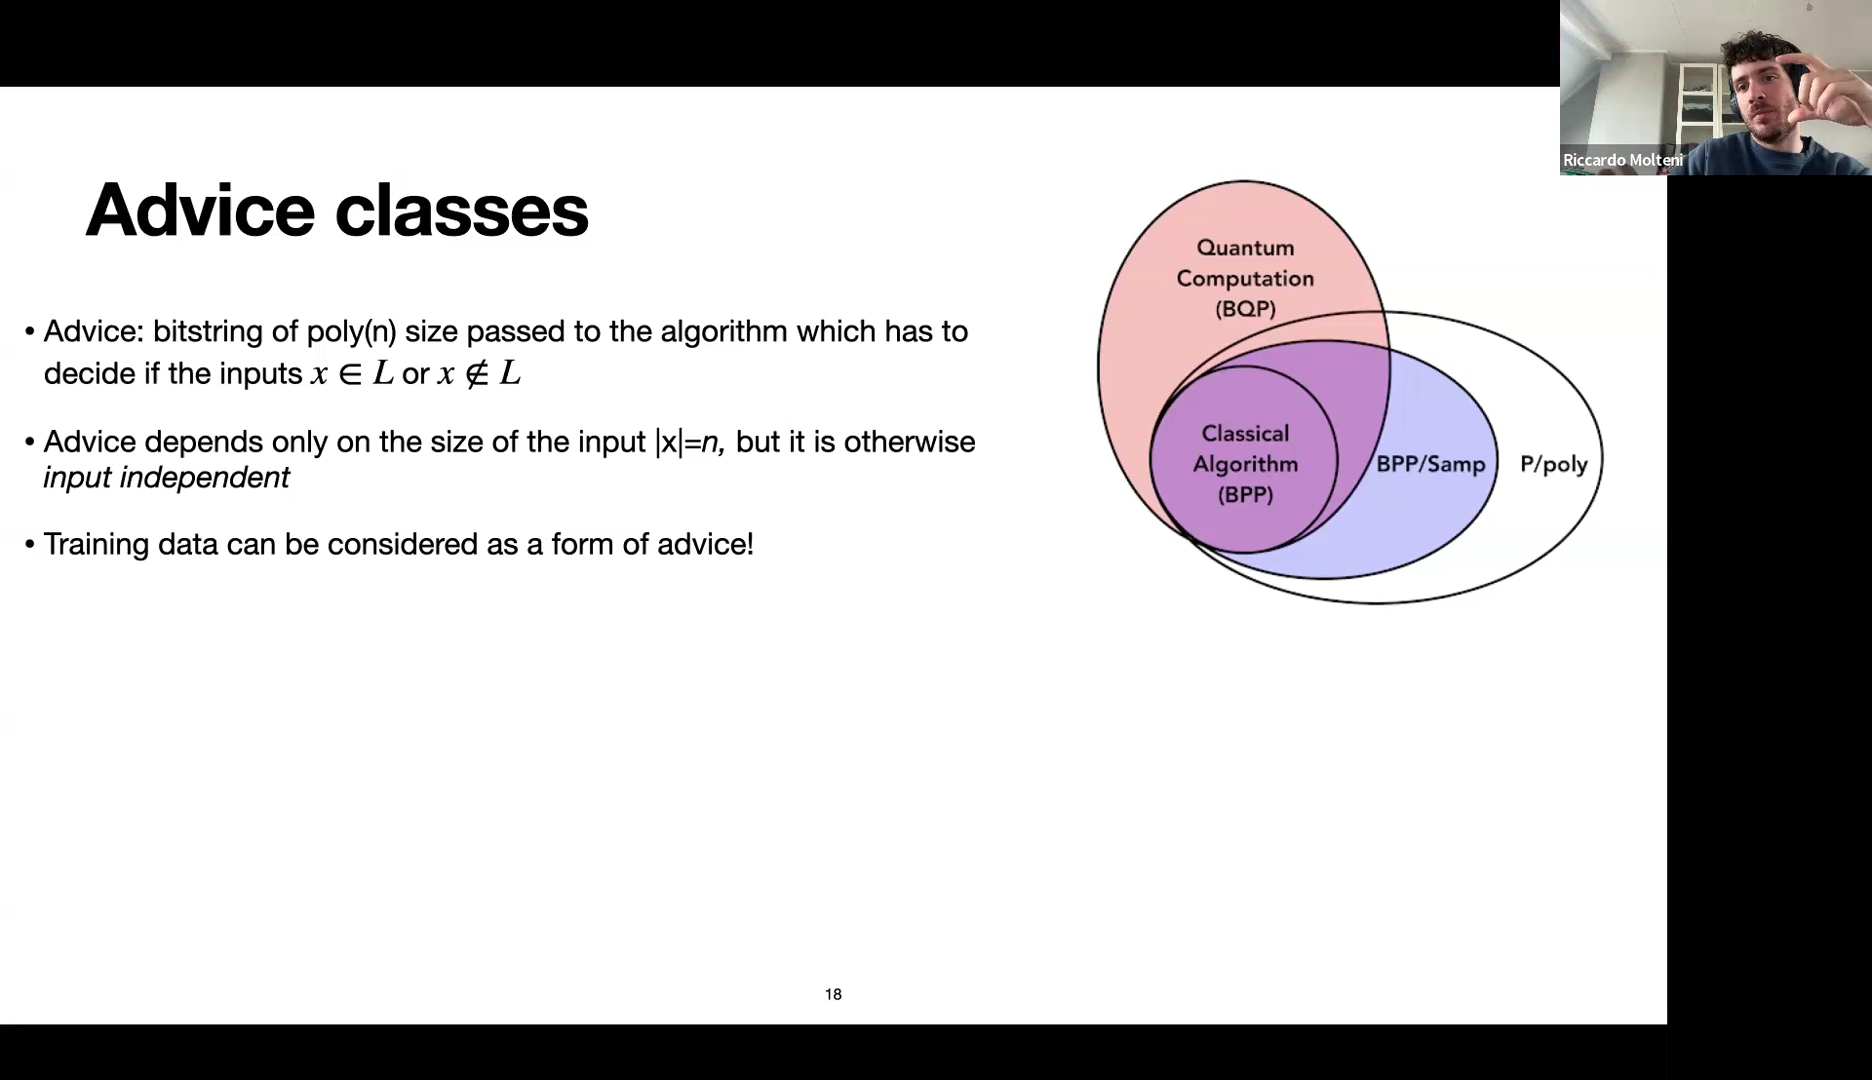 Riccardo Molteni
Advice classes
• Advice: bitstring of poly(n) size passed to the algorithm which has to
decide if the inputs x ∈ L or x ∉ L
• Advice depends only on the size of the input |x|=n, but it is otherwise
input independent
• Training data can be considered as a form of advice!
Quantum
Computation
(BQP)
Classical
Algorithm
(BPP)
BPP/Samp
P/poly
18